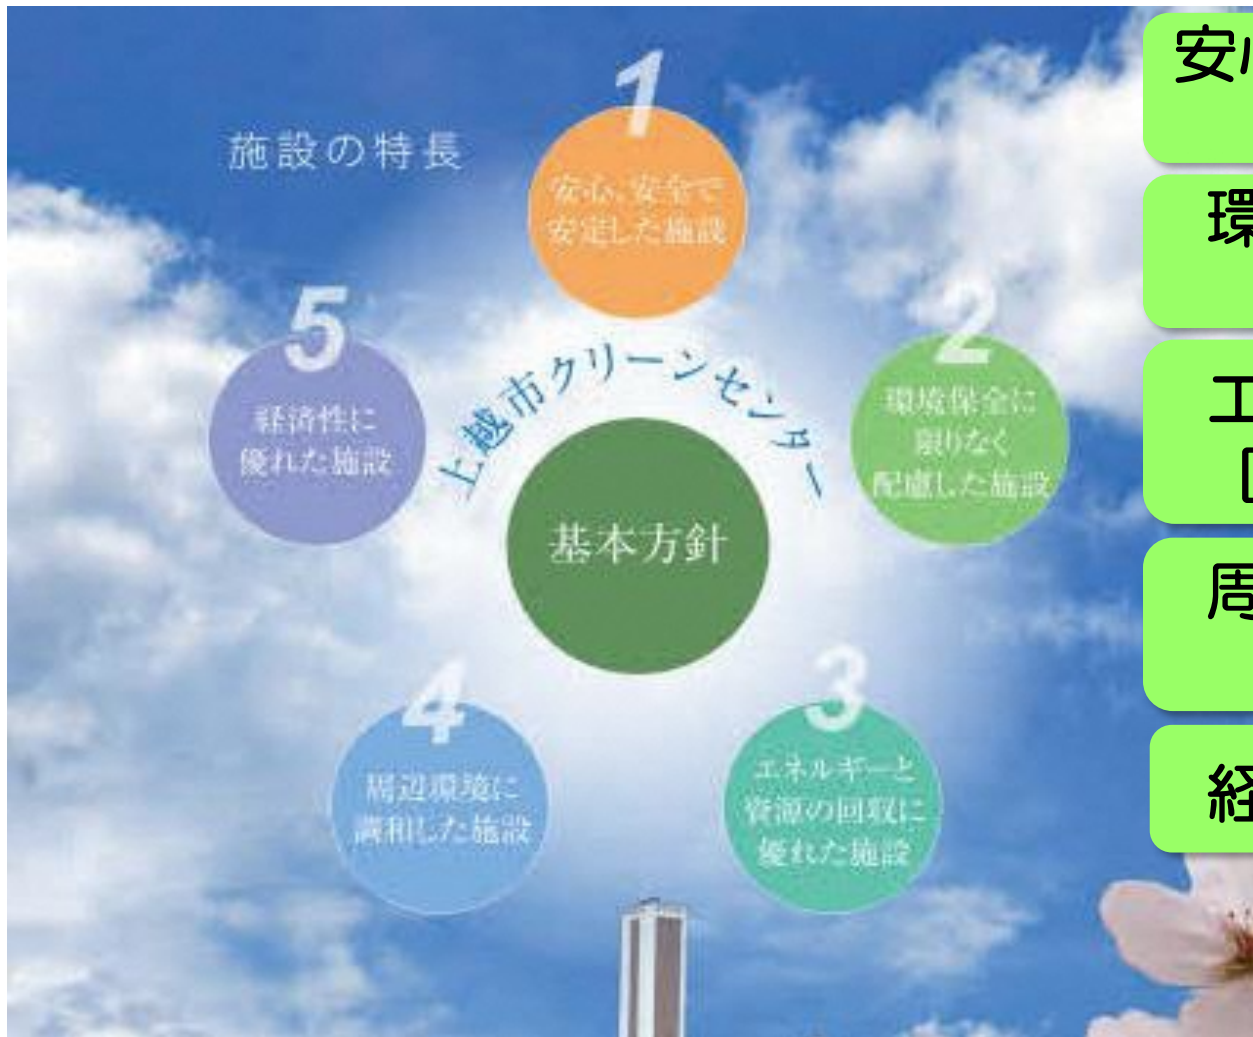 施設の特長
1
安心、安全で
安定した施設
2
環境保全に
限りなく
配慮した施設
3
エネルギーと
資源の回収に
優れた施設
4
周辺環境に
調和した施設
5
経済性に
優れた施設
上越市クリーンセンター
基本方針
安心
環
エ
周
経